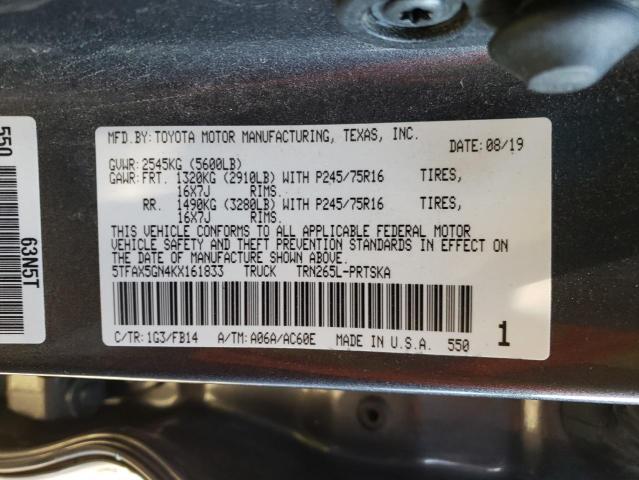 MFD.BY:TOYOTA MOTOR MANUFACTURING, TEXAS, INC.
DATE:08/19
GVWR:2545KG (5600LB)
GAWR:FRT. 1320KG (2910LB) WITH P245/75R16 TIRES,
16X7J RIMS.
RR. 1490KG (3280LB) WITH P245/75R16 TIRES,
16X7J RIMS.
THIS VEHICLE CONFORMS TO ALL APPLICABLE FEDERAL MOTOR
VEHICLE SAFETY AND THEFT PREVENTION STANDARDS IN EFFECT ON
THE DATE OF MANUFACTURE SHOWN ABOVE.
5TFAX5GN4KX161833 TRUCK TRN265L-PRTSKA
C/TR:1G3/FB14 A/TM:A06A/AC60E MADE IN U.S.A. 550 1
550
63N5T